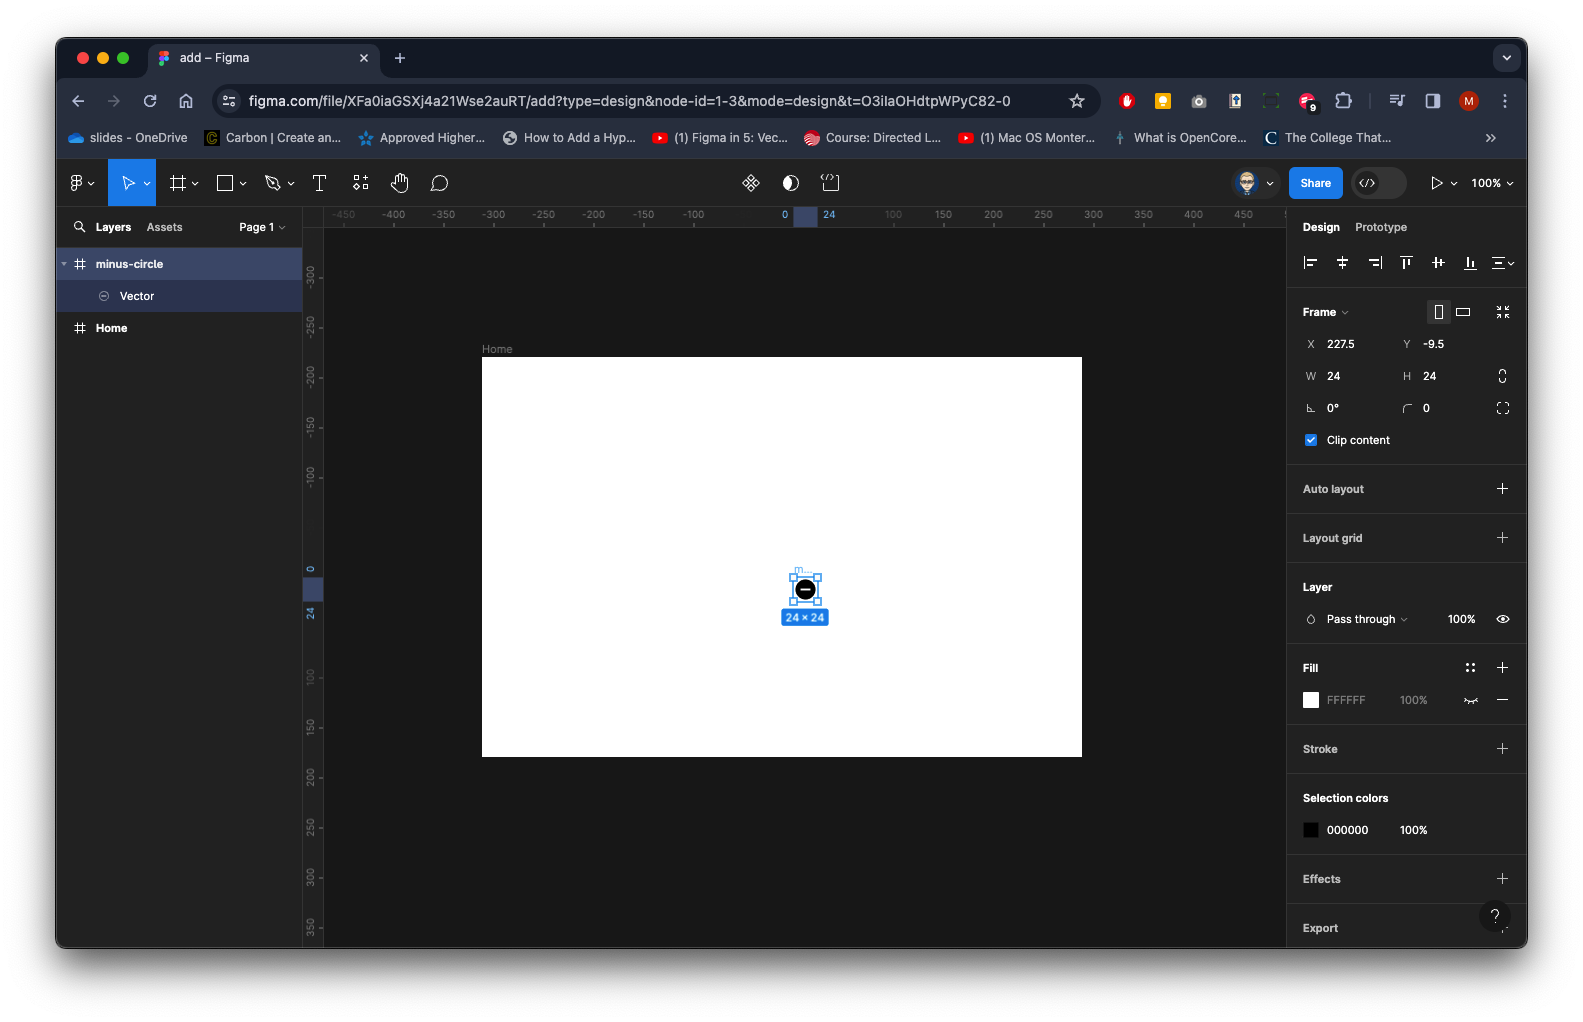 add – Figma
figma.com/file/XFa0iaGSXj4a21Wse2auRT/add?type=design&node-id=1-3&mode=design&t=O3ilaOHdtpWPyC82-0
9
M
slides - OneDrive
Carbon | Create an...
Approved Higher...
How to Add a Hyp...
(1) Figma in 5: Vec...
Course: Directed L...
(1) Mac OS Monter...
What is OpenCore...
The College That...
Share
100%
Layers
Assets
Page 1
-450 -400 -350 -300 -250 -200 -150 -100 0 24 100 150 200 250 300 350 400 450
Design
Prototype
minus-circle
Vector
Home
-300
-250
-200
-150
-100
0
24
100
150
200
250
300
350
Home
m...
24 × 24
Frame
X 227.5 Y -9.5
W 24 H 24
0° 0
Clip content
Auto layout
Layout grid
Layer
Pass through 100%
Fill
FFFFFF 100%
Stroke
Selection colors
000000 100%
Effects
?
Export